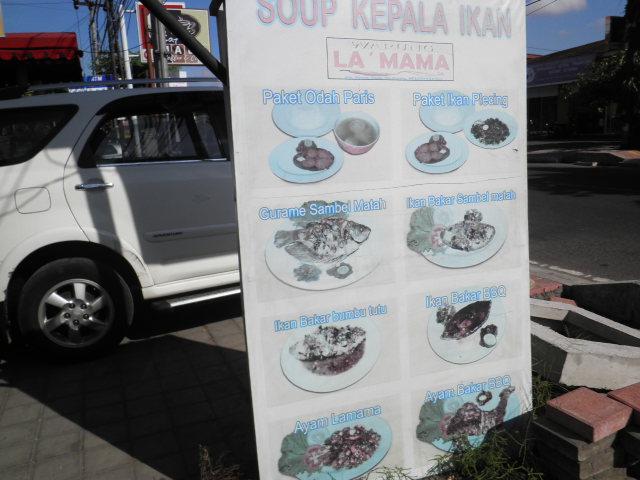 SOUP KEPALA IKAN
WARUNG
LA'MAMA
Paket Odah Paris
Paket Ikan Plecing
Gurame Sambel Matah
Ikan Bakar Sambel matah
Ikan Bakar bumbu tutu
Ikan Bakar BBQ
Ayam Lamama
Ayam Bakar BBQ